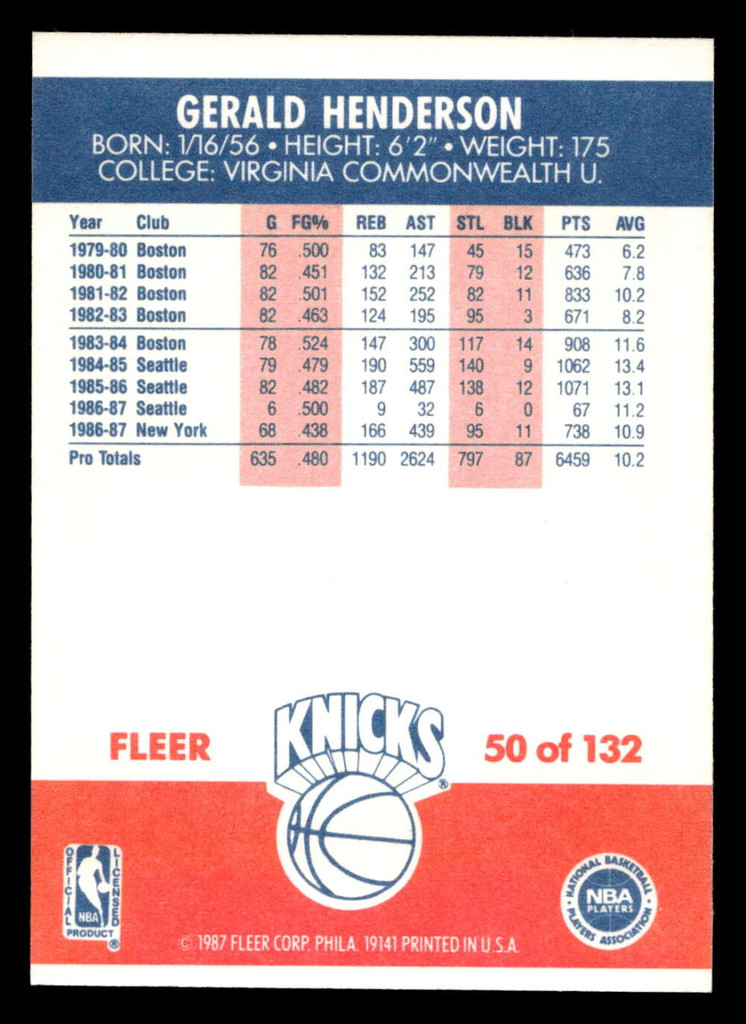 GERALD HENDERSON
BORN: 1/16/56 • HEIGHT: 6'2" • WEIGHT: 175
COLLEGE: VIRGINIA COMMONWEALTH U.
Year Club G FG% REB AST STL BLK PTS AVG
1979-80 Boston 76 .500 83 147 45 15 473 6.2
1980-81 Boston 82 .451 132 213 79 12 636 7.8
1981-82 Boston 82 .501 152 252 82 11 833 10.2
1982-83 Boston 82 .463 124 195 95 3 671 8.2
1983-84 Boston 78 .524 147 300 117 14 908 11.6
1984-85 Seattle 79 .479 190 559 140 9 1062 13.4
1985-86 Seattle 82 .482 187 487 138 12 1071 13.1
1986-87 Seattle 6 .500 9 32 6 0 67 11.2
1986-87 New York 68 .438 166 439 95 11 738 10.9
Pro Totals 635 .480 1190 2624 797 87 6459 10.2
KNICKS
®
FLEER
50 of 132
OFFICIAL LICENSED
NBA
PRODUCT ®
NATIONAL BASKETBALL
NBA
PLAYERS
• PLAYERS ASSOCIATION •
© 1987 FLEER CORP. PHILA. 19141 PRINTED IN U.S.A.